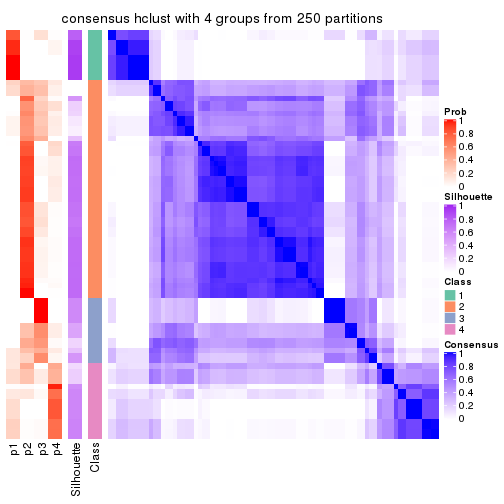 consensus hclust with 4 groups from 250 partitions
Prob
1
0.8
0.6
0.4
0.2
0
Silhouette
1
0.8
0.6
0.4
0.2
0
Class
1
2
3
4
Consensus
1
0.8
0.6
0.4
0.2
0
p1
p2
p3
p4
Silhouette
Class